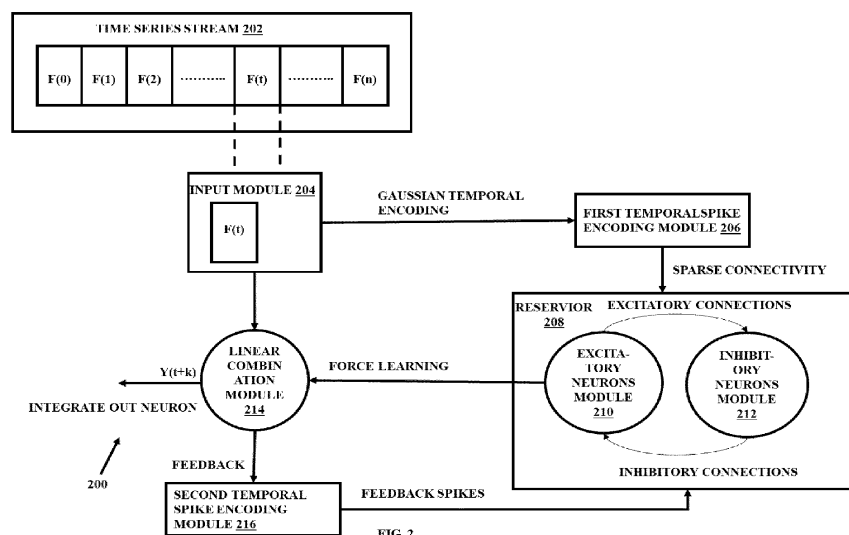 TIME SERIES STREAM 202
F(0) F(1) F(2) ........... F(t) ........... F(n)
INPUT MODULE 204
F(t)
GAUSSIAN TEMPORAL
ENCODING
FIRST TEMPORALSPIKE
ENCODING MODULE 206
SPARSE CONNECTIVITY
RESERVIOR
208
EXCITATORY CONNECTIONS
EXCITA-
TORY
NEURONS
MODULE
210
INHIBIT-
ORY
NEURONS
MODULE
212
INHIBITORY CONNECTIONS
FORCE LEARNING
LINEAR
COMBIN
ATION
MODULE
214
Y(t+k)
INTEGRATE OUT NEURON
200
FEEDBACK
SECOND TEMPORAL
SPIKE ENCODING
MODULE 216
FEEDBACK SPIKES
FIG. 2